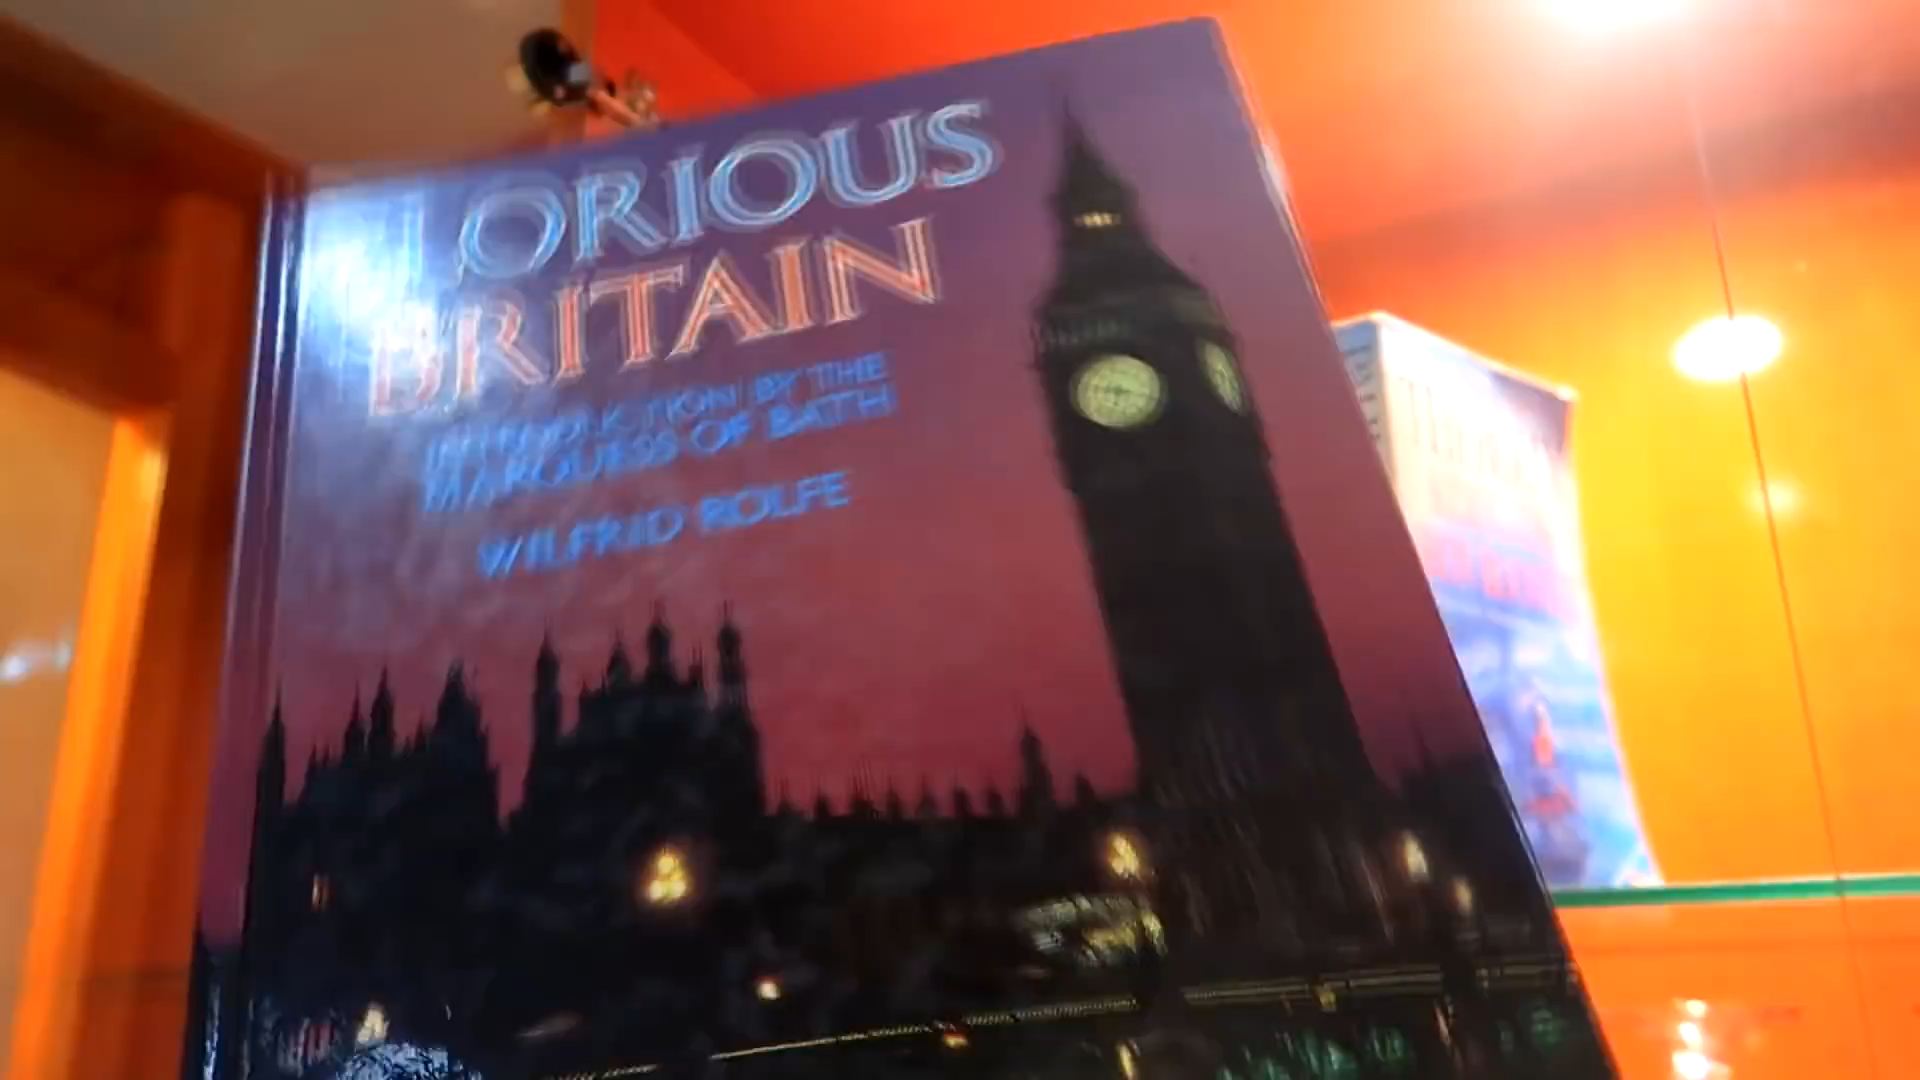 LORIOUS
BRITAIN
INTRODUCTION BY THE
MARQUESS OF BATH
WILFRID ROLFE